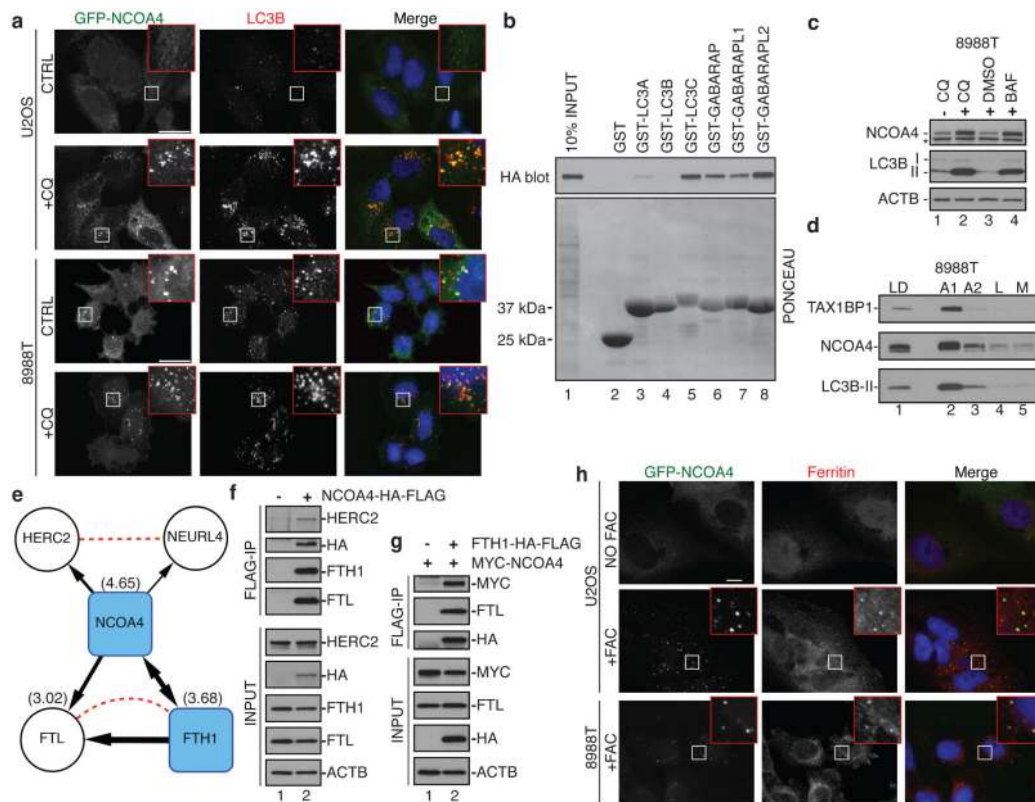 a
GFP-NCOA4 LC3B Merge
U2OS
CTRL
+CQ
8988T
CTRL
+CQ
b
10% INPUT
GST
GST-LC3A
GST-LC3B
GST-LC3C
GST-GABARAP
GST-GABARAPL1
GST-GABARAPL2
HA blot
37 kDa-
25 kDa-
PONCEAU
1 2 3 4 5 6 7 8
c
8988T
CQ CQ DMSO BAF
- + + +
NCOA4 -
*
LC3B I
II
ACTB -
1 2 3 4
d
8988T
LD A1 A2 L M
TAX1BP1-
NCOA4-
LC3B-II-
1 2 3 4 5
e
HERC2 NEURL4
(4.65)
NCOA4
(3.02) (3.68)
FTL FTH1
f
- + NCOA4-HA-FLAG
FLAG-IP
-HERC2
-HA
-FTH1
-FTL
INPUT
-HERC2
-HA
-FTH1
-FTL
-ACTB
1 2
g
- + FTH1-HA-FLAG
+ + MYC-NCOA4
FLAG-IP
-MYC
-FTL
-HA
INPUT
-MYC
-FTL
-HA
-ACTB
1 2
h
GFP-NCOA4 Ferritin Merge
U2OS
NO FAC
+FAC
8988T
+FAC